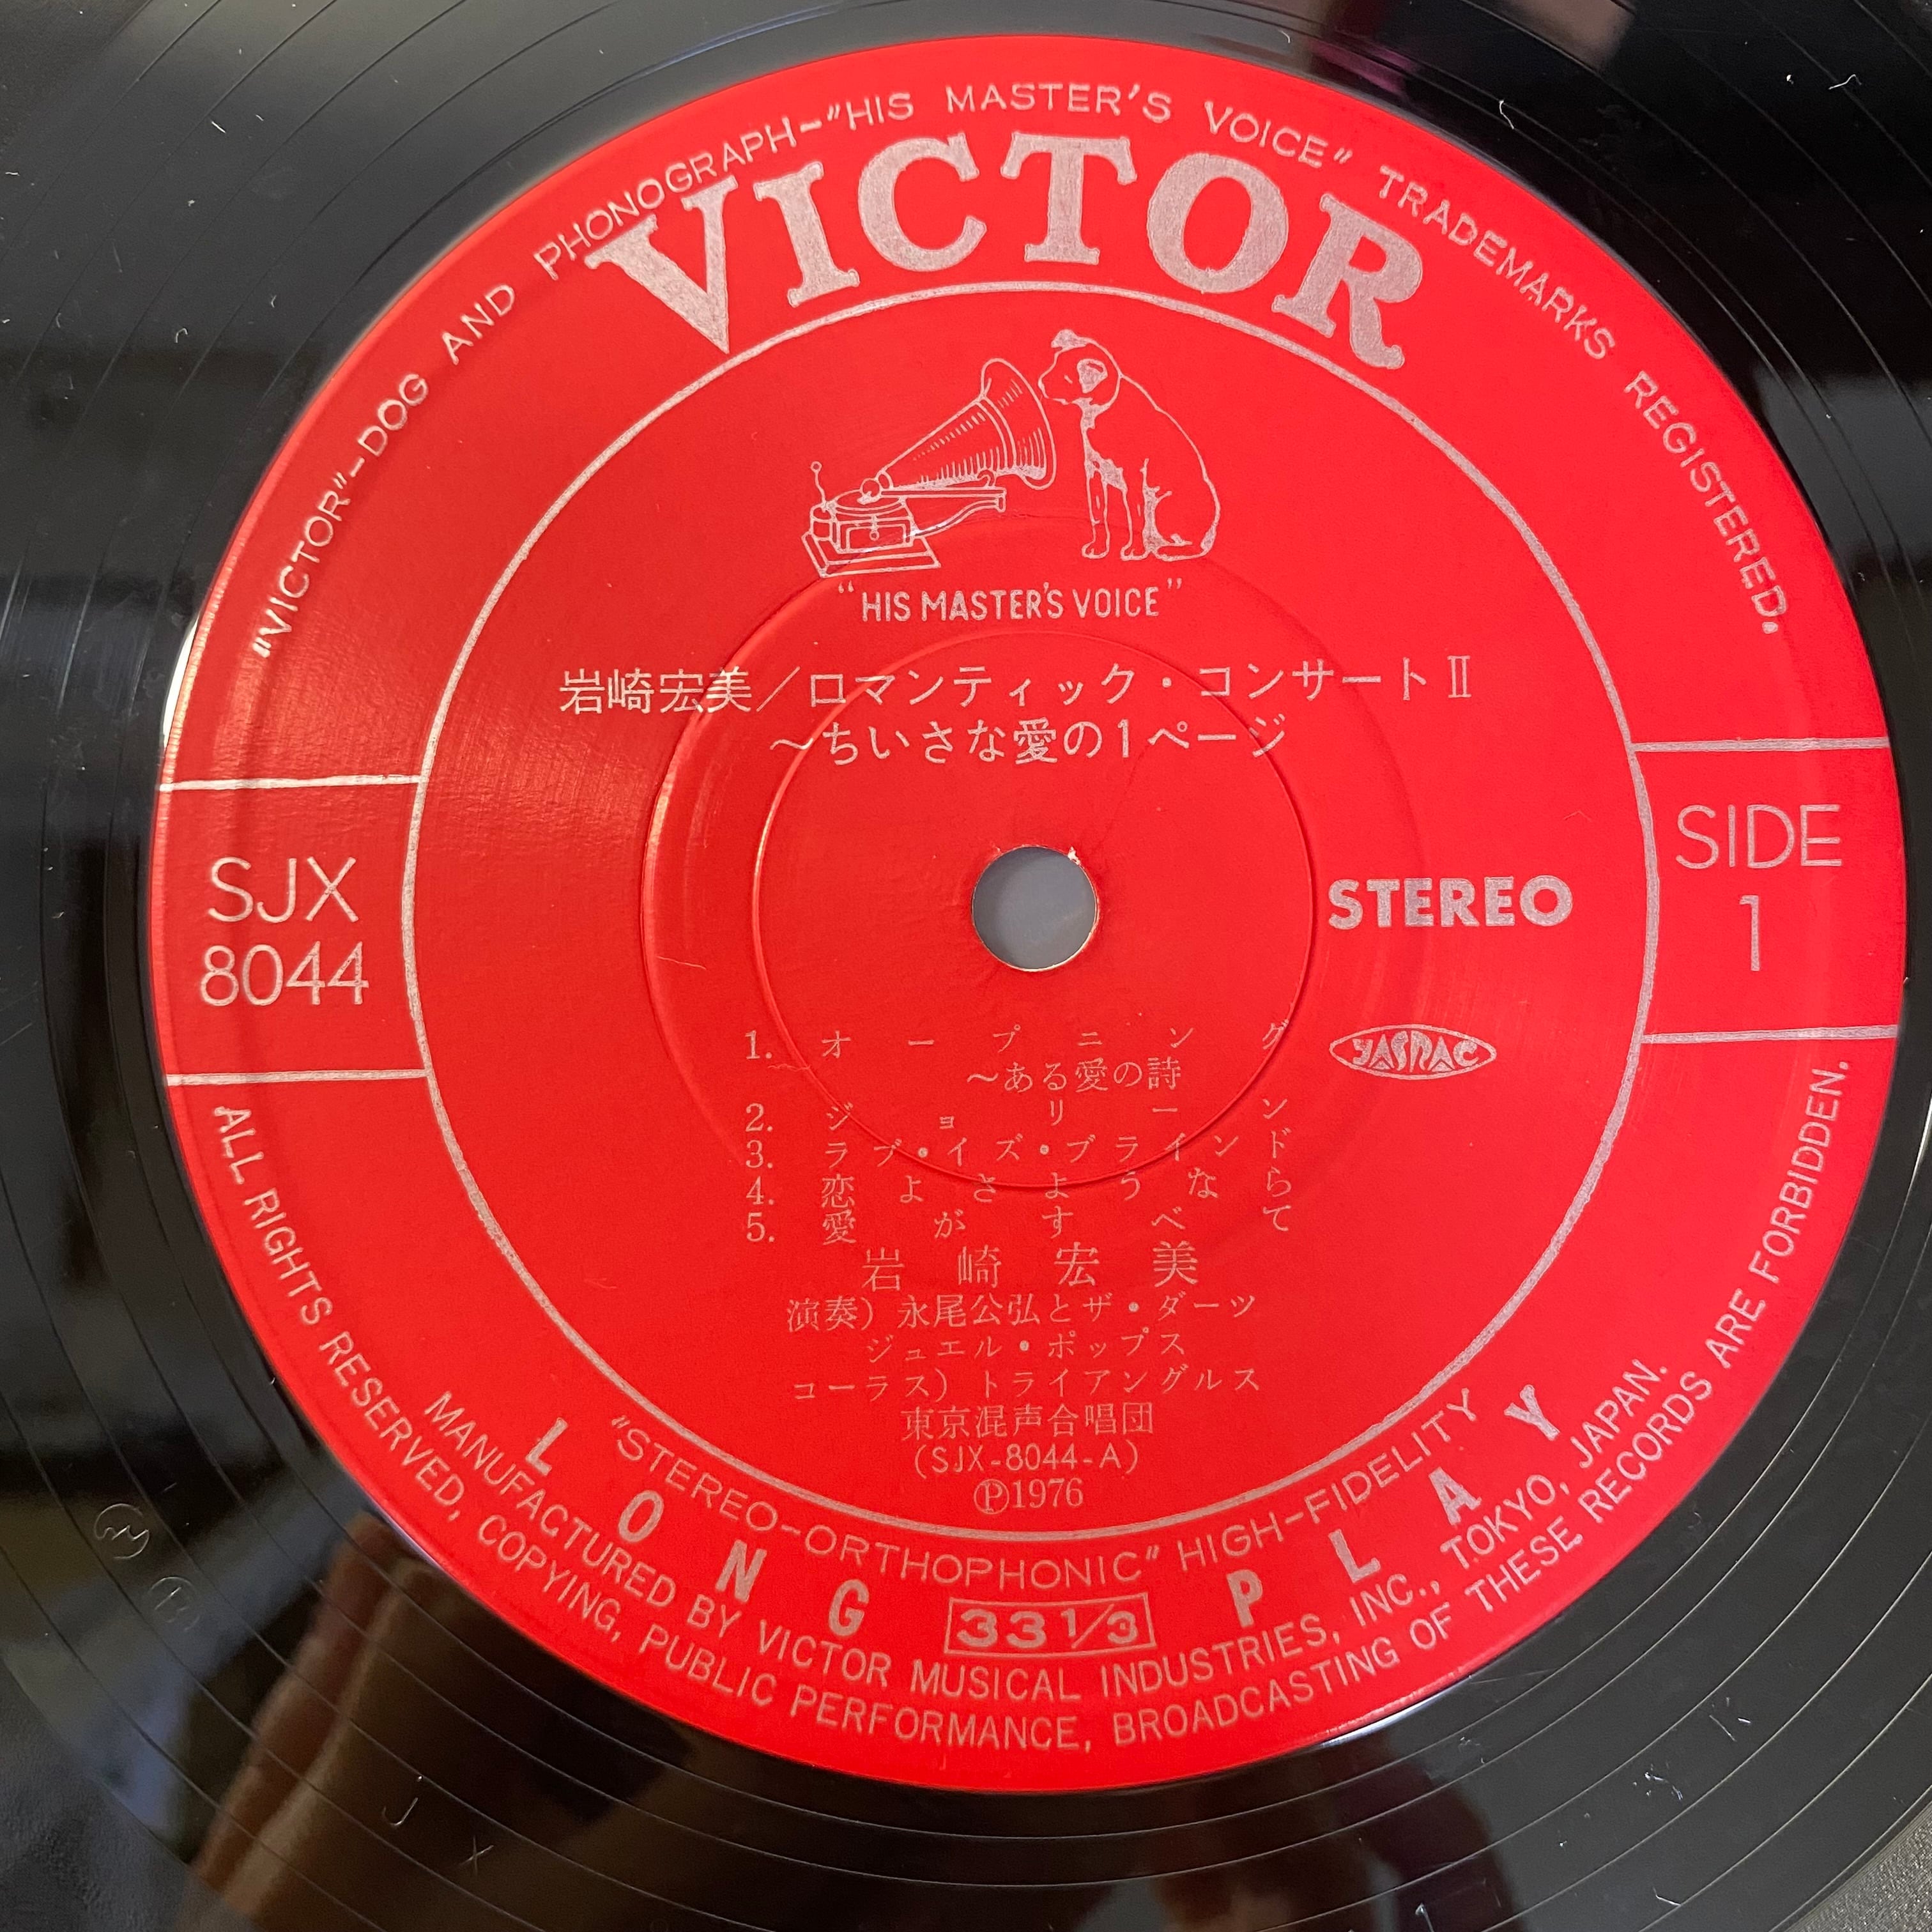 "VICTOR"-DOG AND PHONOGRAPH-"HIS MASTER'S VOICE" TRADEMARKS REGISTERED.
VICTOR
"HIS MASTER'S VOICE"
岩崎宏美/ロマンティック・コンサートⅡ
～ちいさな愛の1ページ
SJX
8044
STEREO
SIDE
1
JASRAC
1. オープニング
～ある愛の詩
2. ジョリーン
3. ラブ・イズ・ブラインド
4. 恋よさようなら
5. 愛がすべて
岩崎宏美
演奏) 永尾公弘とザ・ダーツ
ジュエル・ポップス
コーラス) トライアングルス
東京混声合唱団
(SJX-8044-A)
Ⓟ1976
"STEREO-ORTHOPHONIC" HIGH-FIDELITY
LONG 33 1/3 PLAY
MANUFACTURED BY VICTOR MUSICAL INDUSTRIES, INC., TOKYO, JAPAN.
ALL RIGHTS RESERVED, COPYING, PUBLIC PERFORMANCE, BROADCASTING OF THESE RECORDS ARE FORBIDDEN.
J X